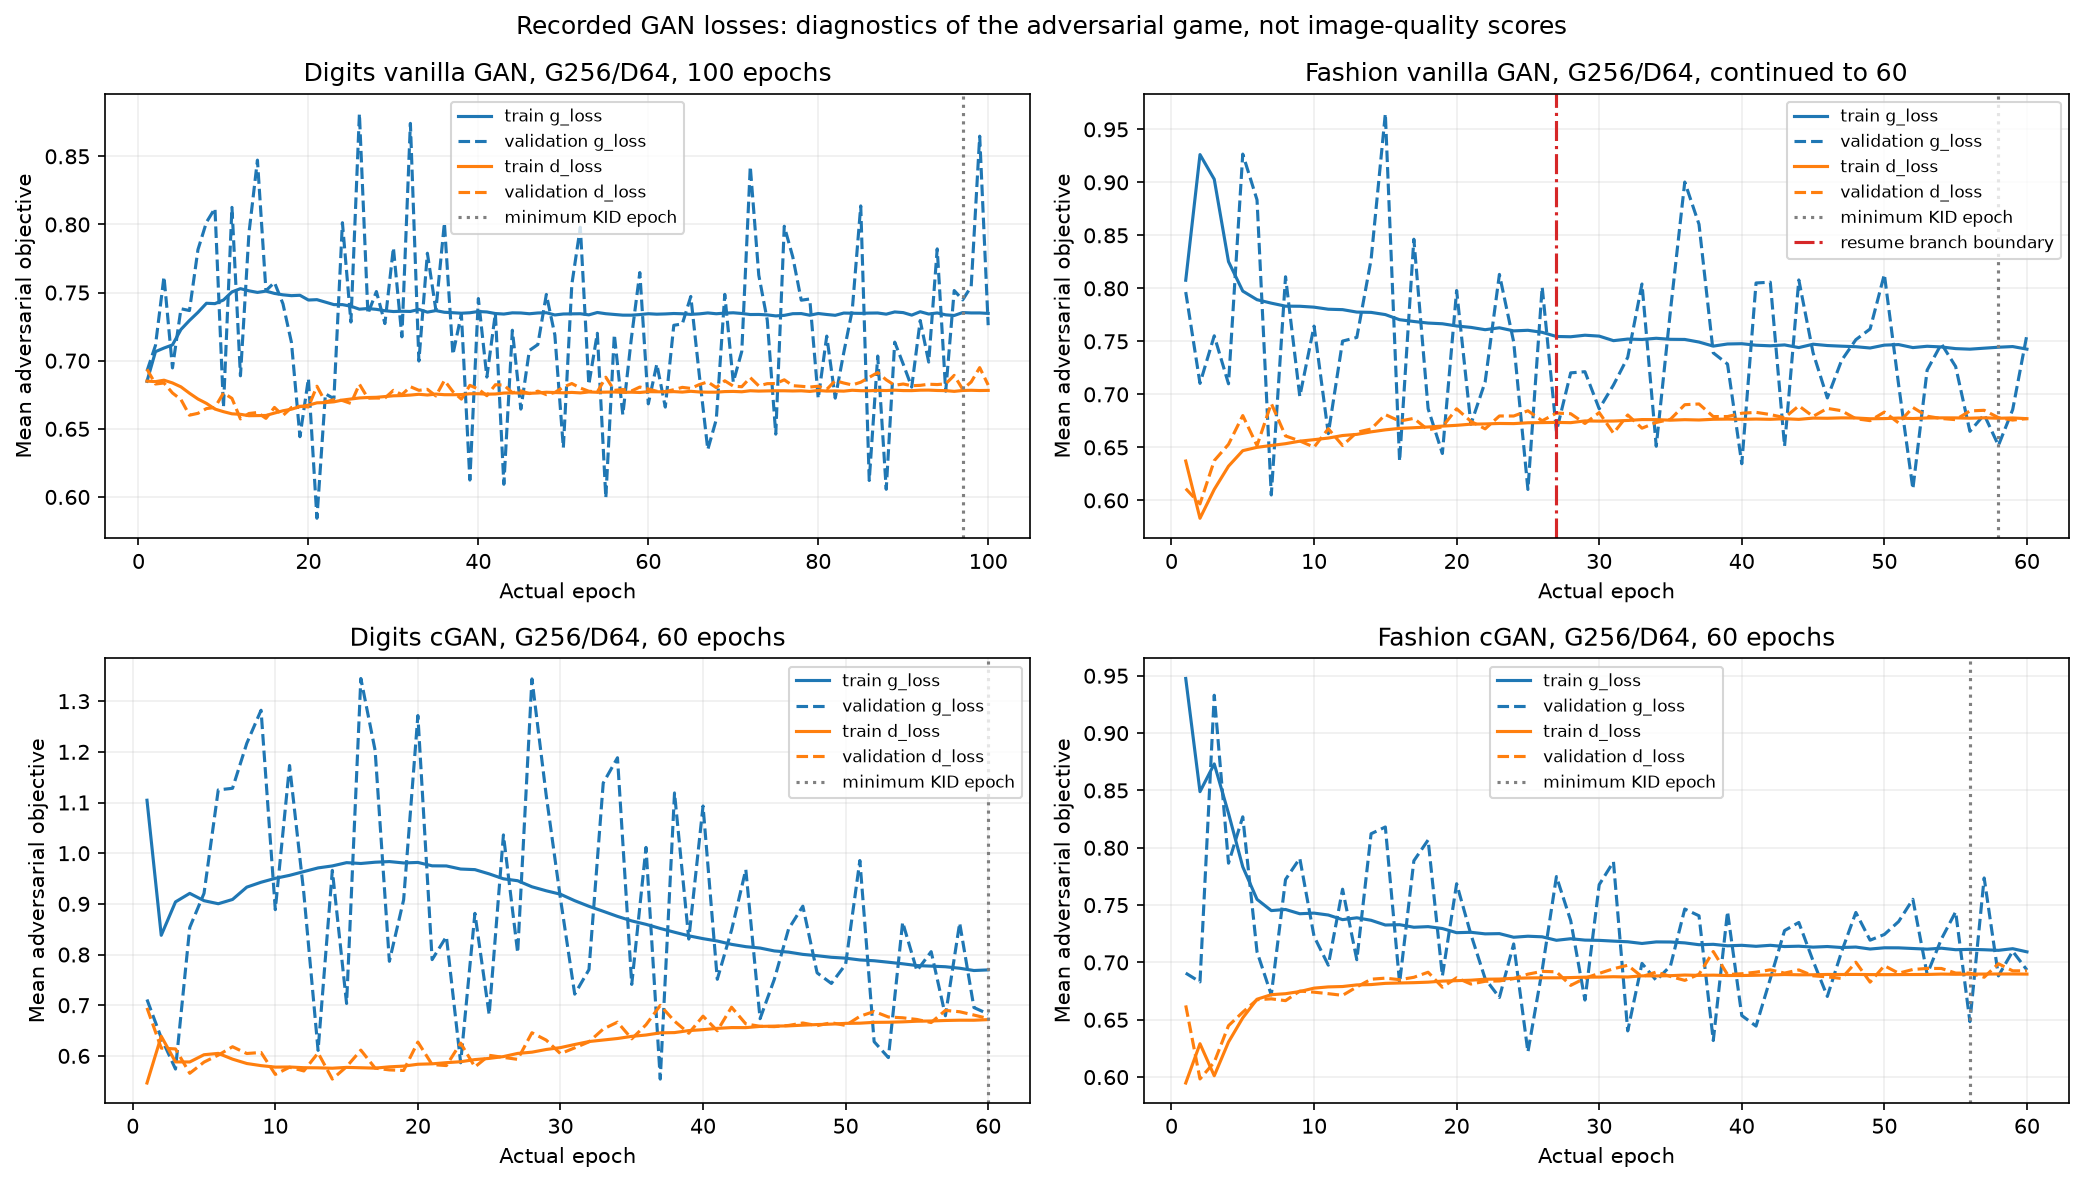 Recorded GAN losses: diagnostics of the adversarial game, not image-quality scores
Digits vanilla GAN, G256/D64, 100 epochs
Mean adversarial objective
0.85
0.80
0.75
0.70
0.65
0.60
train g_loss
validation g_loss
train d_loss
validation d_loss
minimum KID epoch
0 20 40 60 80 100
Actual epoch
Fashion vanilla GAN, G256/D64, continued to 60
Mean adversarial objective
0.95
0.90
0.85
0.80
0.75
0.70
0.65
0.60
train g_loss
validation g_loss
train d_loss
validation d_loss
minimum KID epoch
resume branch boundary
0 10 20 30 40 50 60
Actual epoch
Digits cGAN, G256/D64, 60 epochs
Mean adversarial objective
1.3
1.2
1.1
1.0
0.9
0.8
0.7
0.6
train g_loss
validation g_loss
train d_loss
validation d_loss
minimum KID epoch
0 10 20 30 40 50 60
Actual epoch
Fashion cGAN, G256/D64, 60 epochs
Mean adversarial objective
0.95
0.90
0.85
0.80
0.75
0.70
0.65
0.60
train g_loss
validation g_loss
train d_loss
validation d_loss
minimum KID epoch
0 10 20 30 40 50 60
Actual epoch